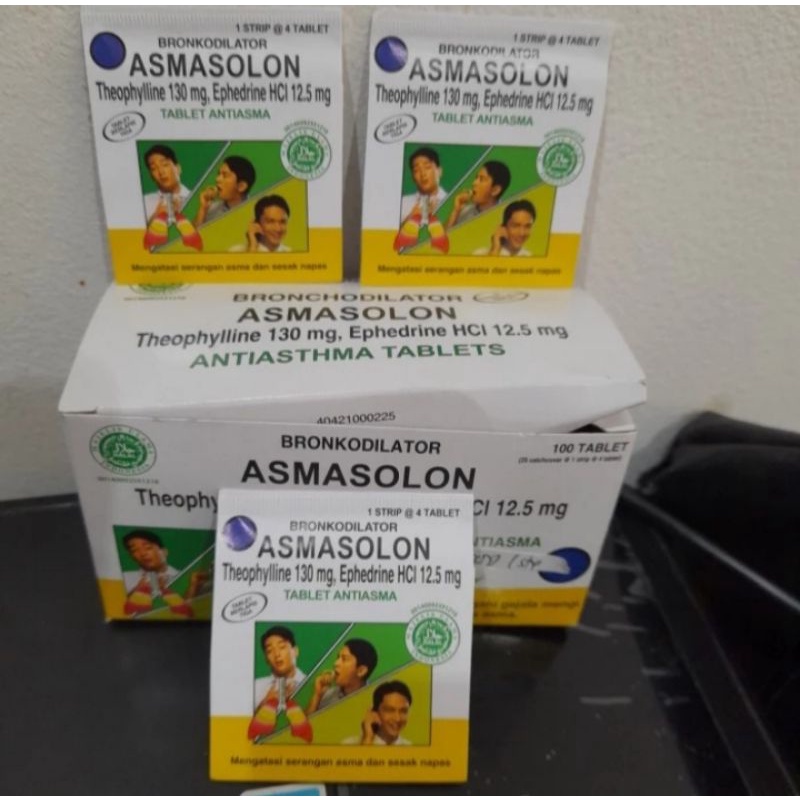 1 STRIP @ 4 TABLET
BRONKODILATOR
ASMASOLON
Theophylline 130 mg, Ephedrine HCl 12.5 mg
TABLET ANTIASMA
Mengatasi serangan asma dan sesak napas
1 STRIP @ 4 TABLET
BRONKODILATOR
ASMASOLON
Theophylline 130 mg, Ephedrine HCl 12.5 mg
TABLET ANTIASMA
Mengatasi serangan asma dan sesak napas
BRONCHODILATOR
ASMASOLON
Theophylline 130 mg, Ephedrine HCl 12.5 mg
ANTIASTHMA TABLETS
40421000225
BRONKODILATOR
100 TABLET
ASMASOLON
Theophy Cl 12.5 mg
ANTIASMA
1 STRIP @ 4 TABLET
BRONKODILATOR
ASMASOLON
Theophylline 130 mg, Ephedrine HCl 12.5 mg
TABLET ANTIASMA
Mengatasi serangan asma dan sesak napas